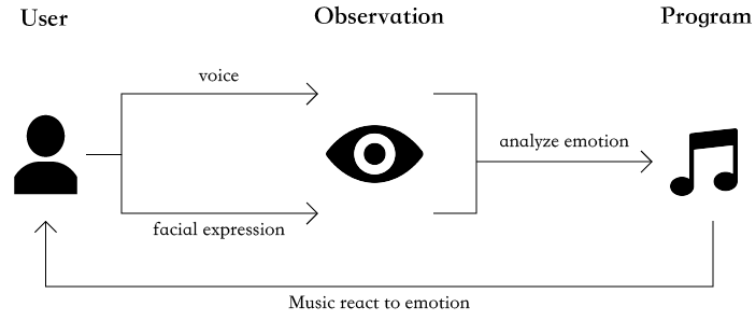 User
Observation
Program
voice
analyze emotion
facial expression
Music react to emotion